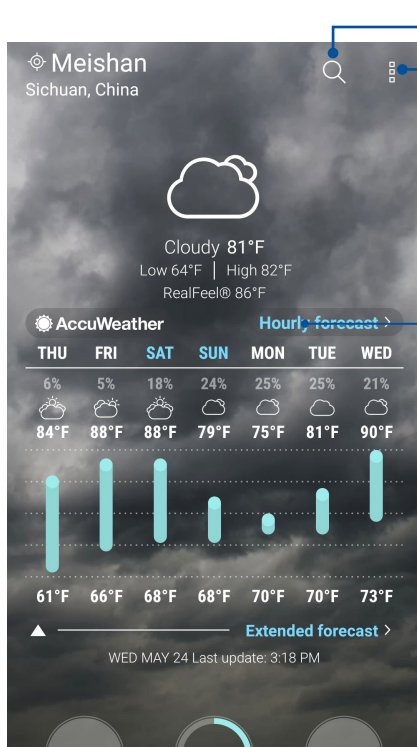 Meishan
Sichuan, China
Cloudy 81°F
Low 64°F | High 82°F
RealFeel® 86°F
AccuWeather Hourly forecast >
THU FRI SAT SUN MON TUE WED
6% 5% 18% 24% 25% 25% 21%
84°F 88°F 88°F 79°F 75°F 81°F 90°F
61°F 66°F 68°F 68°F 70°F 70°F 73°F
Extended forecast >
WED MAY 24 Last update: 3:18 PM